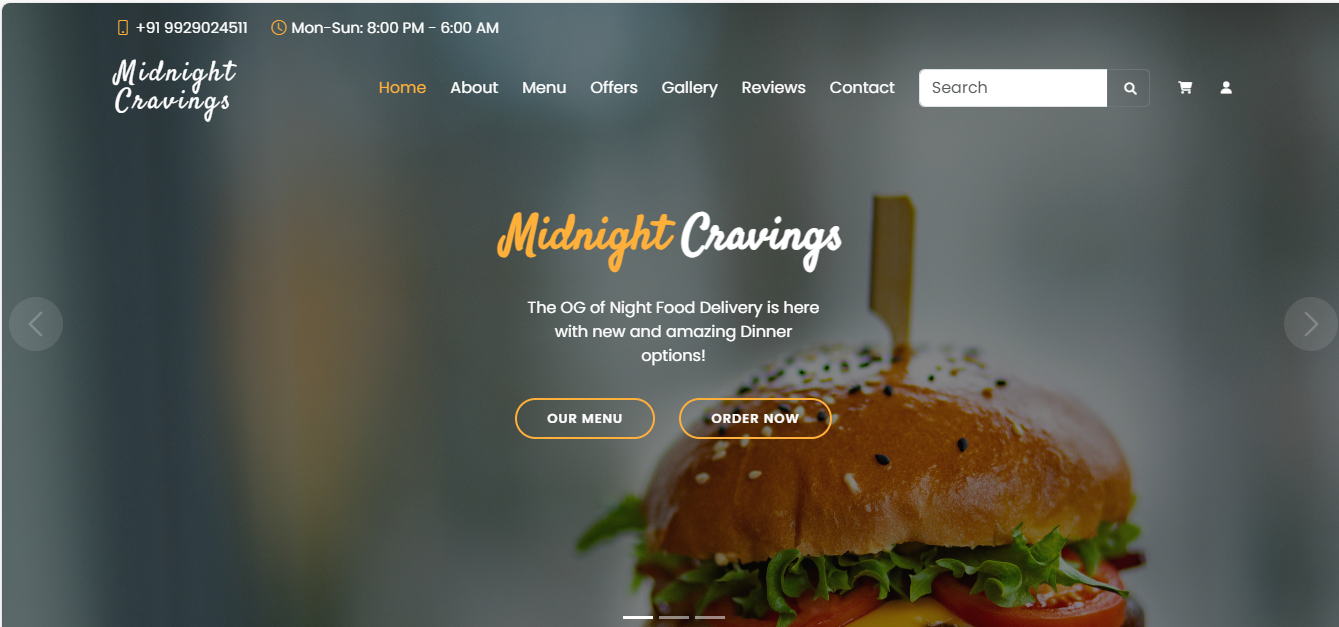 +91 9929024511 Mon-Sun: 8:00 PM - 6:00 AM
Midnight
Cravings
Home About Menu Offers Gallery Reviews Contact Search
Midnight Cravings
The OG of Night Food Delivery is here
with new and amazing Dinner
options!
OUR MENU ORDER NOW